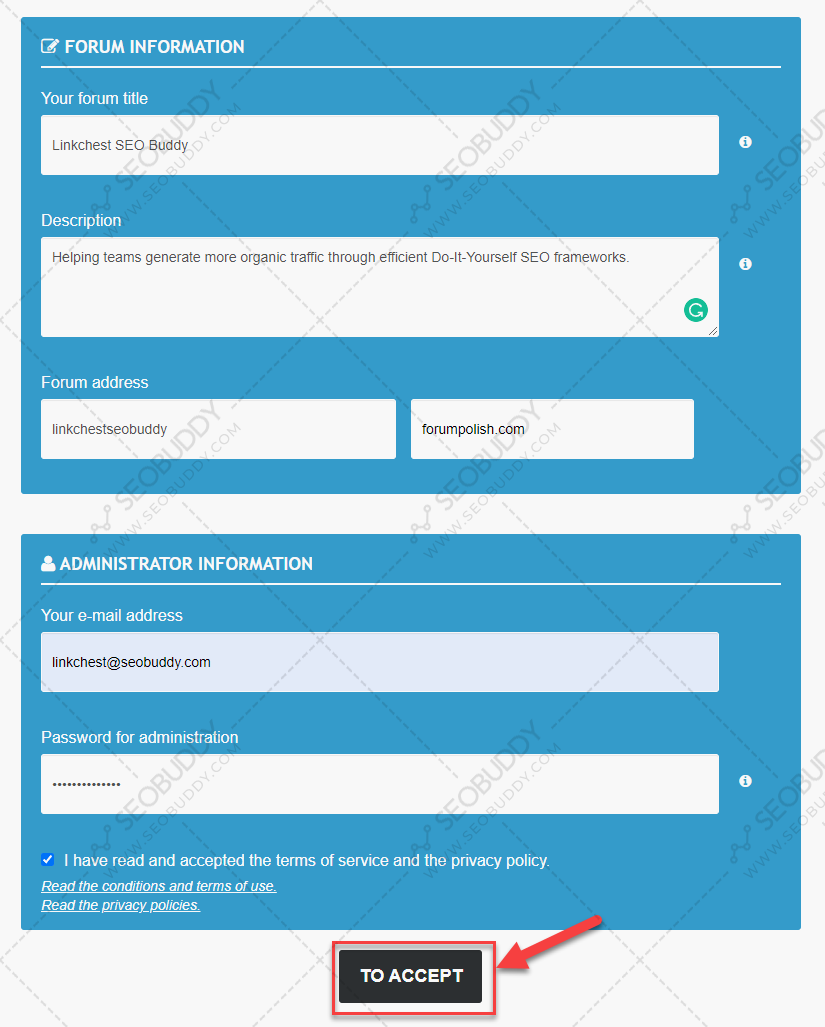 FORUM INFORMATION
Your forum title
Linkchest SEO Buddy
Description
Helping teams generate more organic traffic through efficient Do-It-Yourself SEO frameworks.
Forum address
linkchestseobuddy
forumpolish.com
ADMINISTRATOR INFORMATION
Your e-mail address
linkchest@seobuddy.com
Password for administration
••••••••••••••
I have read and accepted the terms of service and the privacy policy.
Read the conditions and terms of use.
Read the privacy policies.
TO ACCEPT
SEOBUDDY
WWW.SEOBUDDY.COM